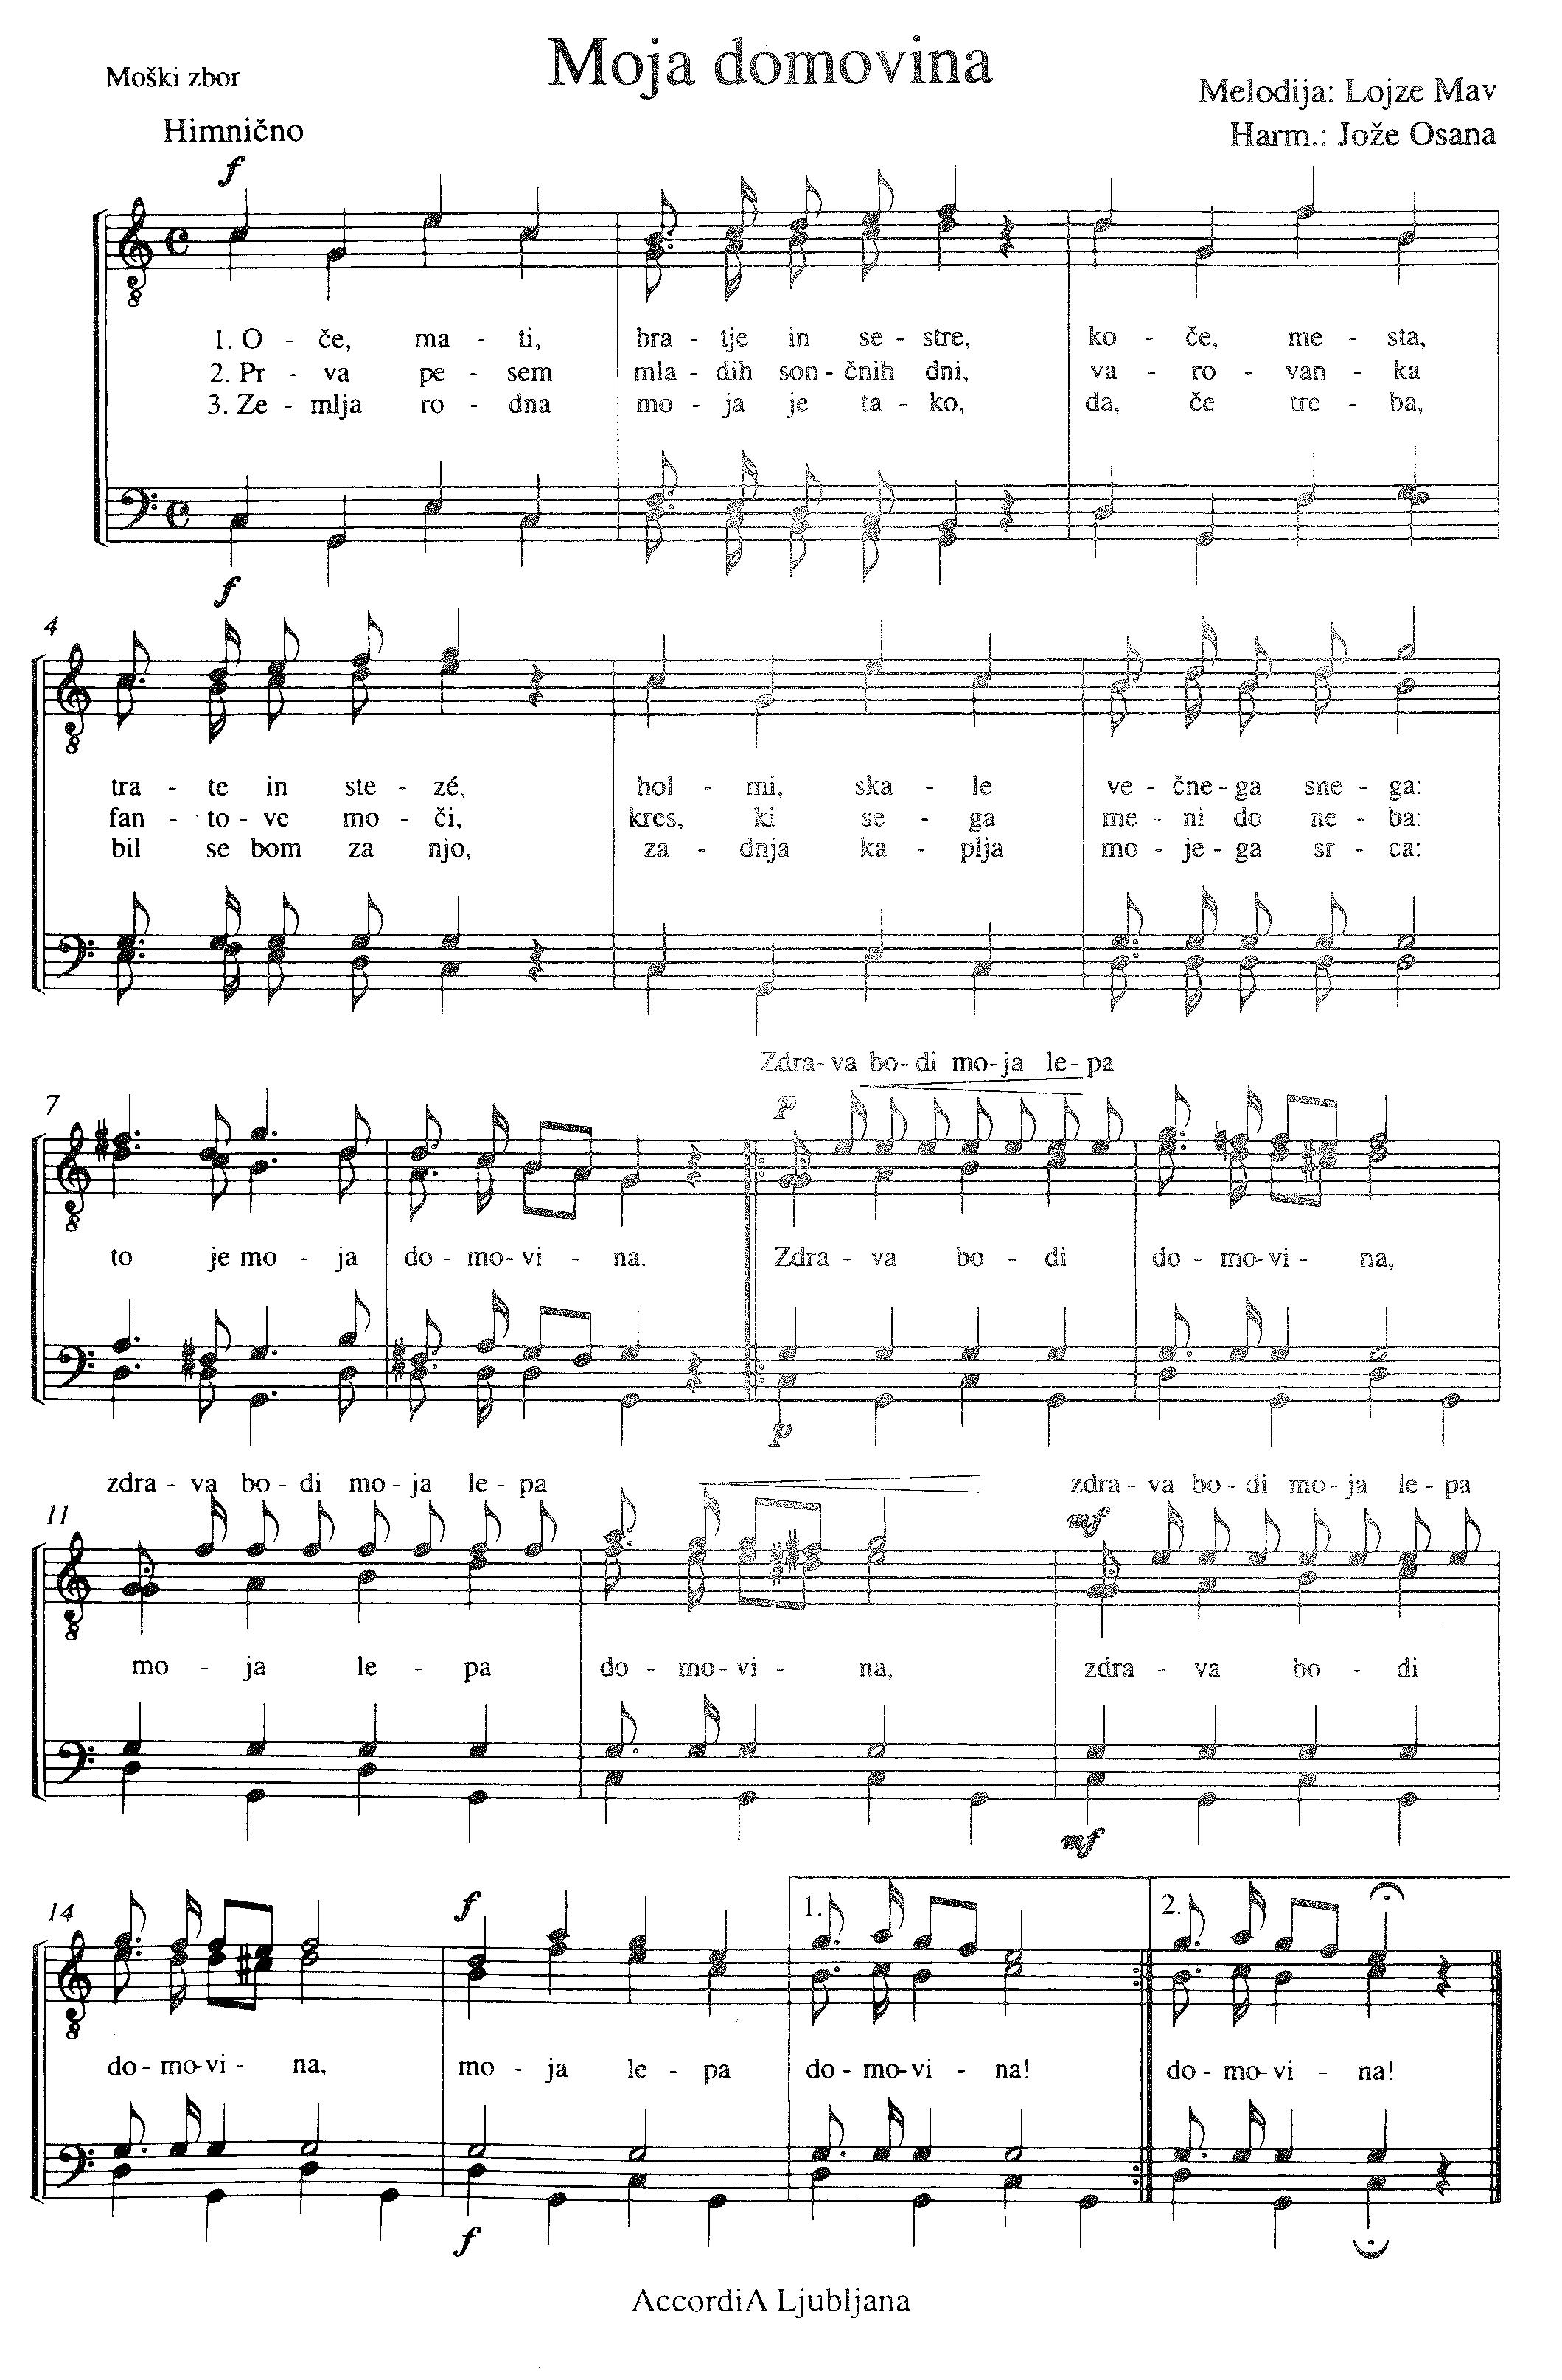 Moja domovina
Moški zbor
Melodija: Lojze Mav
Himnično
Harm.: Jože Osana
f
1. O - če, ma - ti, bra - tje in se - stre, ko - če, me - sta,
2. Pr - va pe - sem mla - dih son - čnih dni, va - ro - van - ka
3. Ze - mlja ro - dna mo - ja je ta - ko, da, če tre - ba,
f
4
tra - te in ste - zé, hol - mi, ska - le ve - čne - ga sne - ga:
fan - to - ve mo - či, kres, ki se - ga me - ni do ne - ba:
bil se bom za njo, za - dnja ka - plja mo - je - ga sr - ca:
Zdra - va bo - di mo - ja le - pa
7
p
to je mo - ja do - mo - vi - na. Zdra - va bo - di do - mo - vi - na,
p
zdra - va bo - di mo - ja le - pa zdra - va bo - di mo - ja le - pa
11
mf
mo - ja le - pa do - mo - vi - na, zdra - va bo - di
mf
14
f
1.
2.
do - mo - vi - na, mo - ja le - pa do - mo - vi - na! do - mo - vi - na!
f
AccordiA Ljubljana